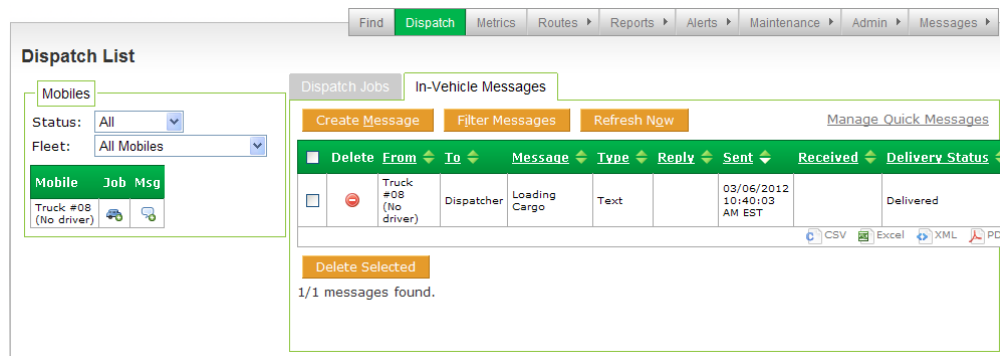 Find Dispatch Metrics Routes Reports Alerts Maintenance Admin Messages
Dispatch List
Mobiles
Status: All
Fleet: All Mobiles
Mobile Job Msg
Truck #08
(No driver)
Dispatch Jobs In-Vehicle Messages
Create Message Filter Messages Refresh Now Manage Quick Messages
Delete From To Message Type Reply Sent Received Delivery Status
Truck
#08
(No
driver)
Dispatcher
Loading
Cargo
Text
03/06/2012
10:40:03
AM EST
Delivered
CSV Excel XML PD
Delete Selected
1/1 messages found.